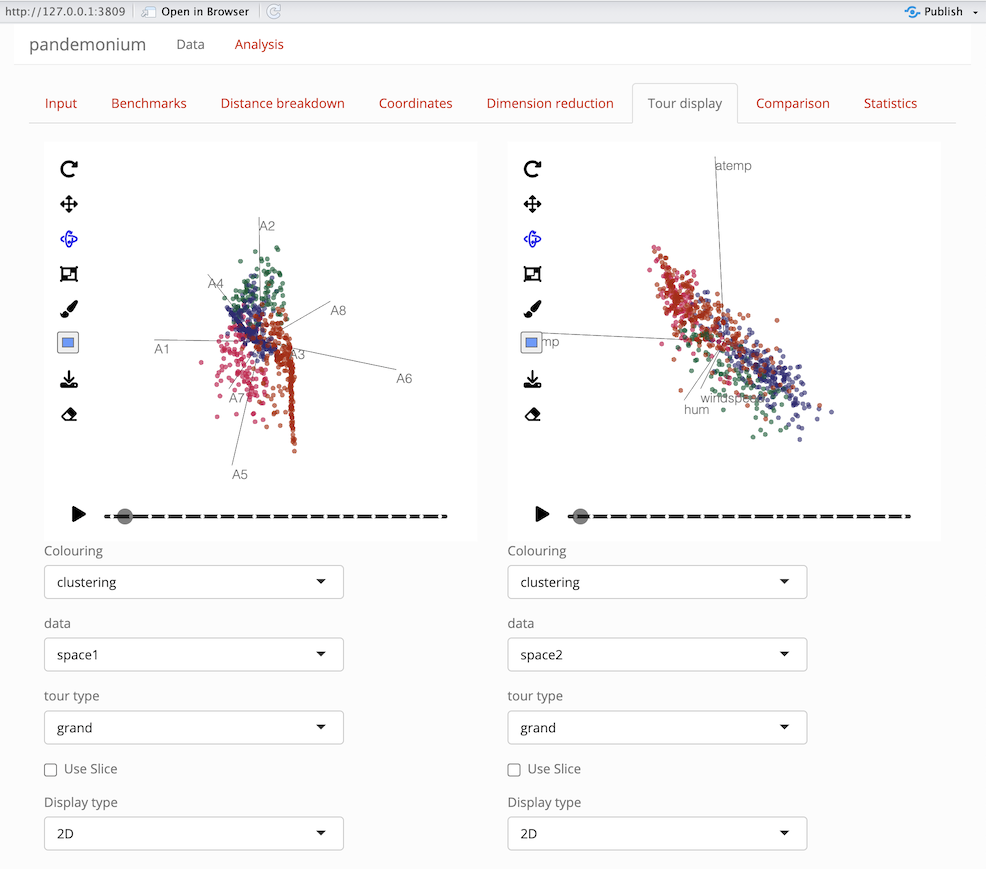 http://127.0.0.1:3809 Open in Browser Publish
pandemonium Data Analysis
Input Benchmarks Distance breakdown Coordinates Dimension reduction Tour display Comparison Statistics
A2
A4
A8
A1
A3
A6
A7
A5
atemp
mp
windspeed
hum
Colouring Colouring
clustering clustering
data data
space1 space2
tour type tour type
grand grand
Use Slice Use Slice
Display type Display type
2D 2D